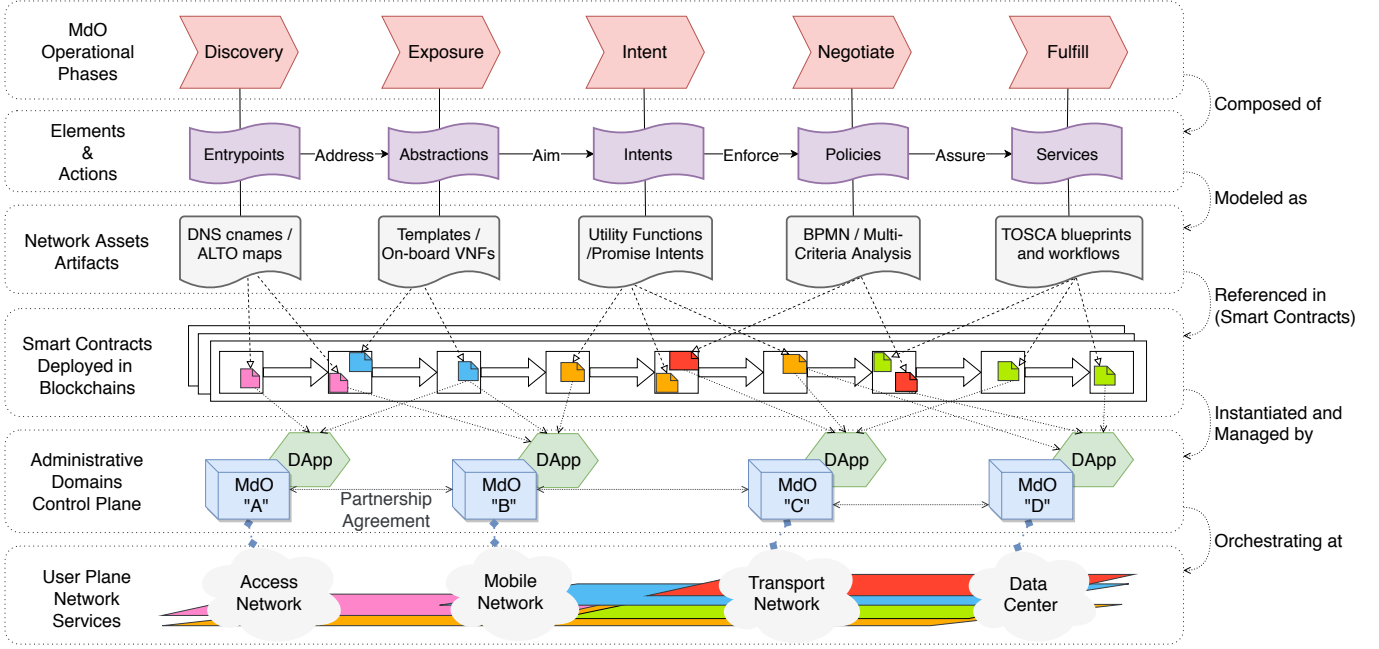 MdO
Operational
Phases
Discovery
Exposure
Intent
Negotiate
Fulfill
Composed of
Elements
&
Actions
Entrypoints
Address
Abstractions
Aim
Intents
Enforce
Policies
Assure
Services
Modeled as
Network Assets
Artifacts
DNS cnames /
ALTO maps
Templates /
On-board VNFs
Utility Functions
/Promise Intents
BPMN / Multi-
Criteria Analysis
TOSCA blueprints
and workflows
Referenced in
(Smart Contracts)
Smart Contracts
Deployed in
Blockchains
Instantiated and
Managed by
Administrative
Domains
Control Plane
DApp
MdO
"A"
Partnership
Agreement
DApp
MdO
"B"
DApp
MdO
"C"
DApp
MdO
"D"
Orchestrating at
User Plane
Network
Services
Access
Network
Mobile
Network
Transport
Network
Data
Center